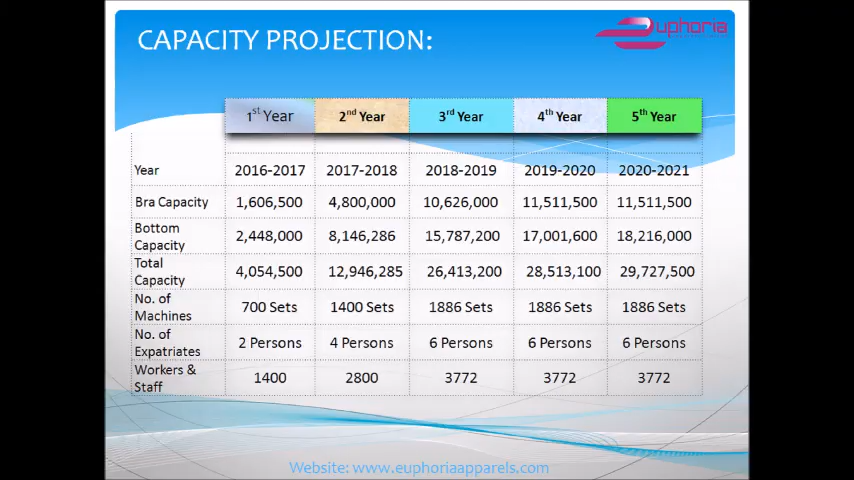 CAPACITY PROJECTION:
euphoria
1st Year 2nd Year 3rd Year 4th Year 5th Year
Year 2016-2017 2017-2018 2018-2019 2019-2020 2020-2021
Bra Capacity 1,606,500 4,800,000 10,626,000 11,511,500 11,511,500
Bottom Capacity 2,448,000 8,146,286 15,787,200 17,001,600 18,216,000
Total Capacity 4,054,500 12,946,285 26,413,200 28,513,100 29,727,500
No. of Machines 700 Sets 1400 Sets 1886 Sets 1886 Sets 1886 Sets
No. of Expatriates 2 Persons 4 Persons 6 Persons 6 Persons 6 Persons
Workers & Staff 1400 2800 3772 3772 3772
Website: www.euphoriaapparels.com